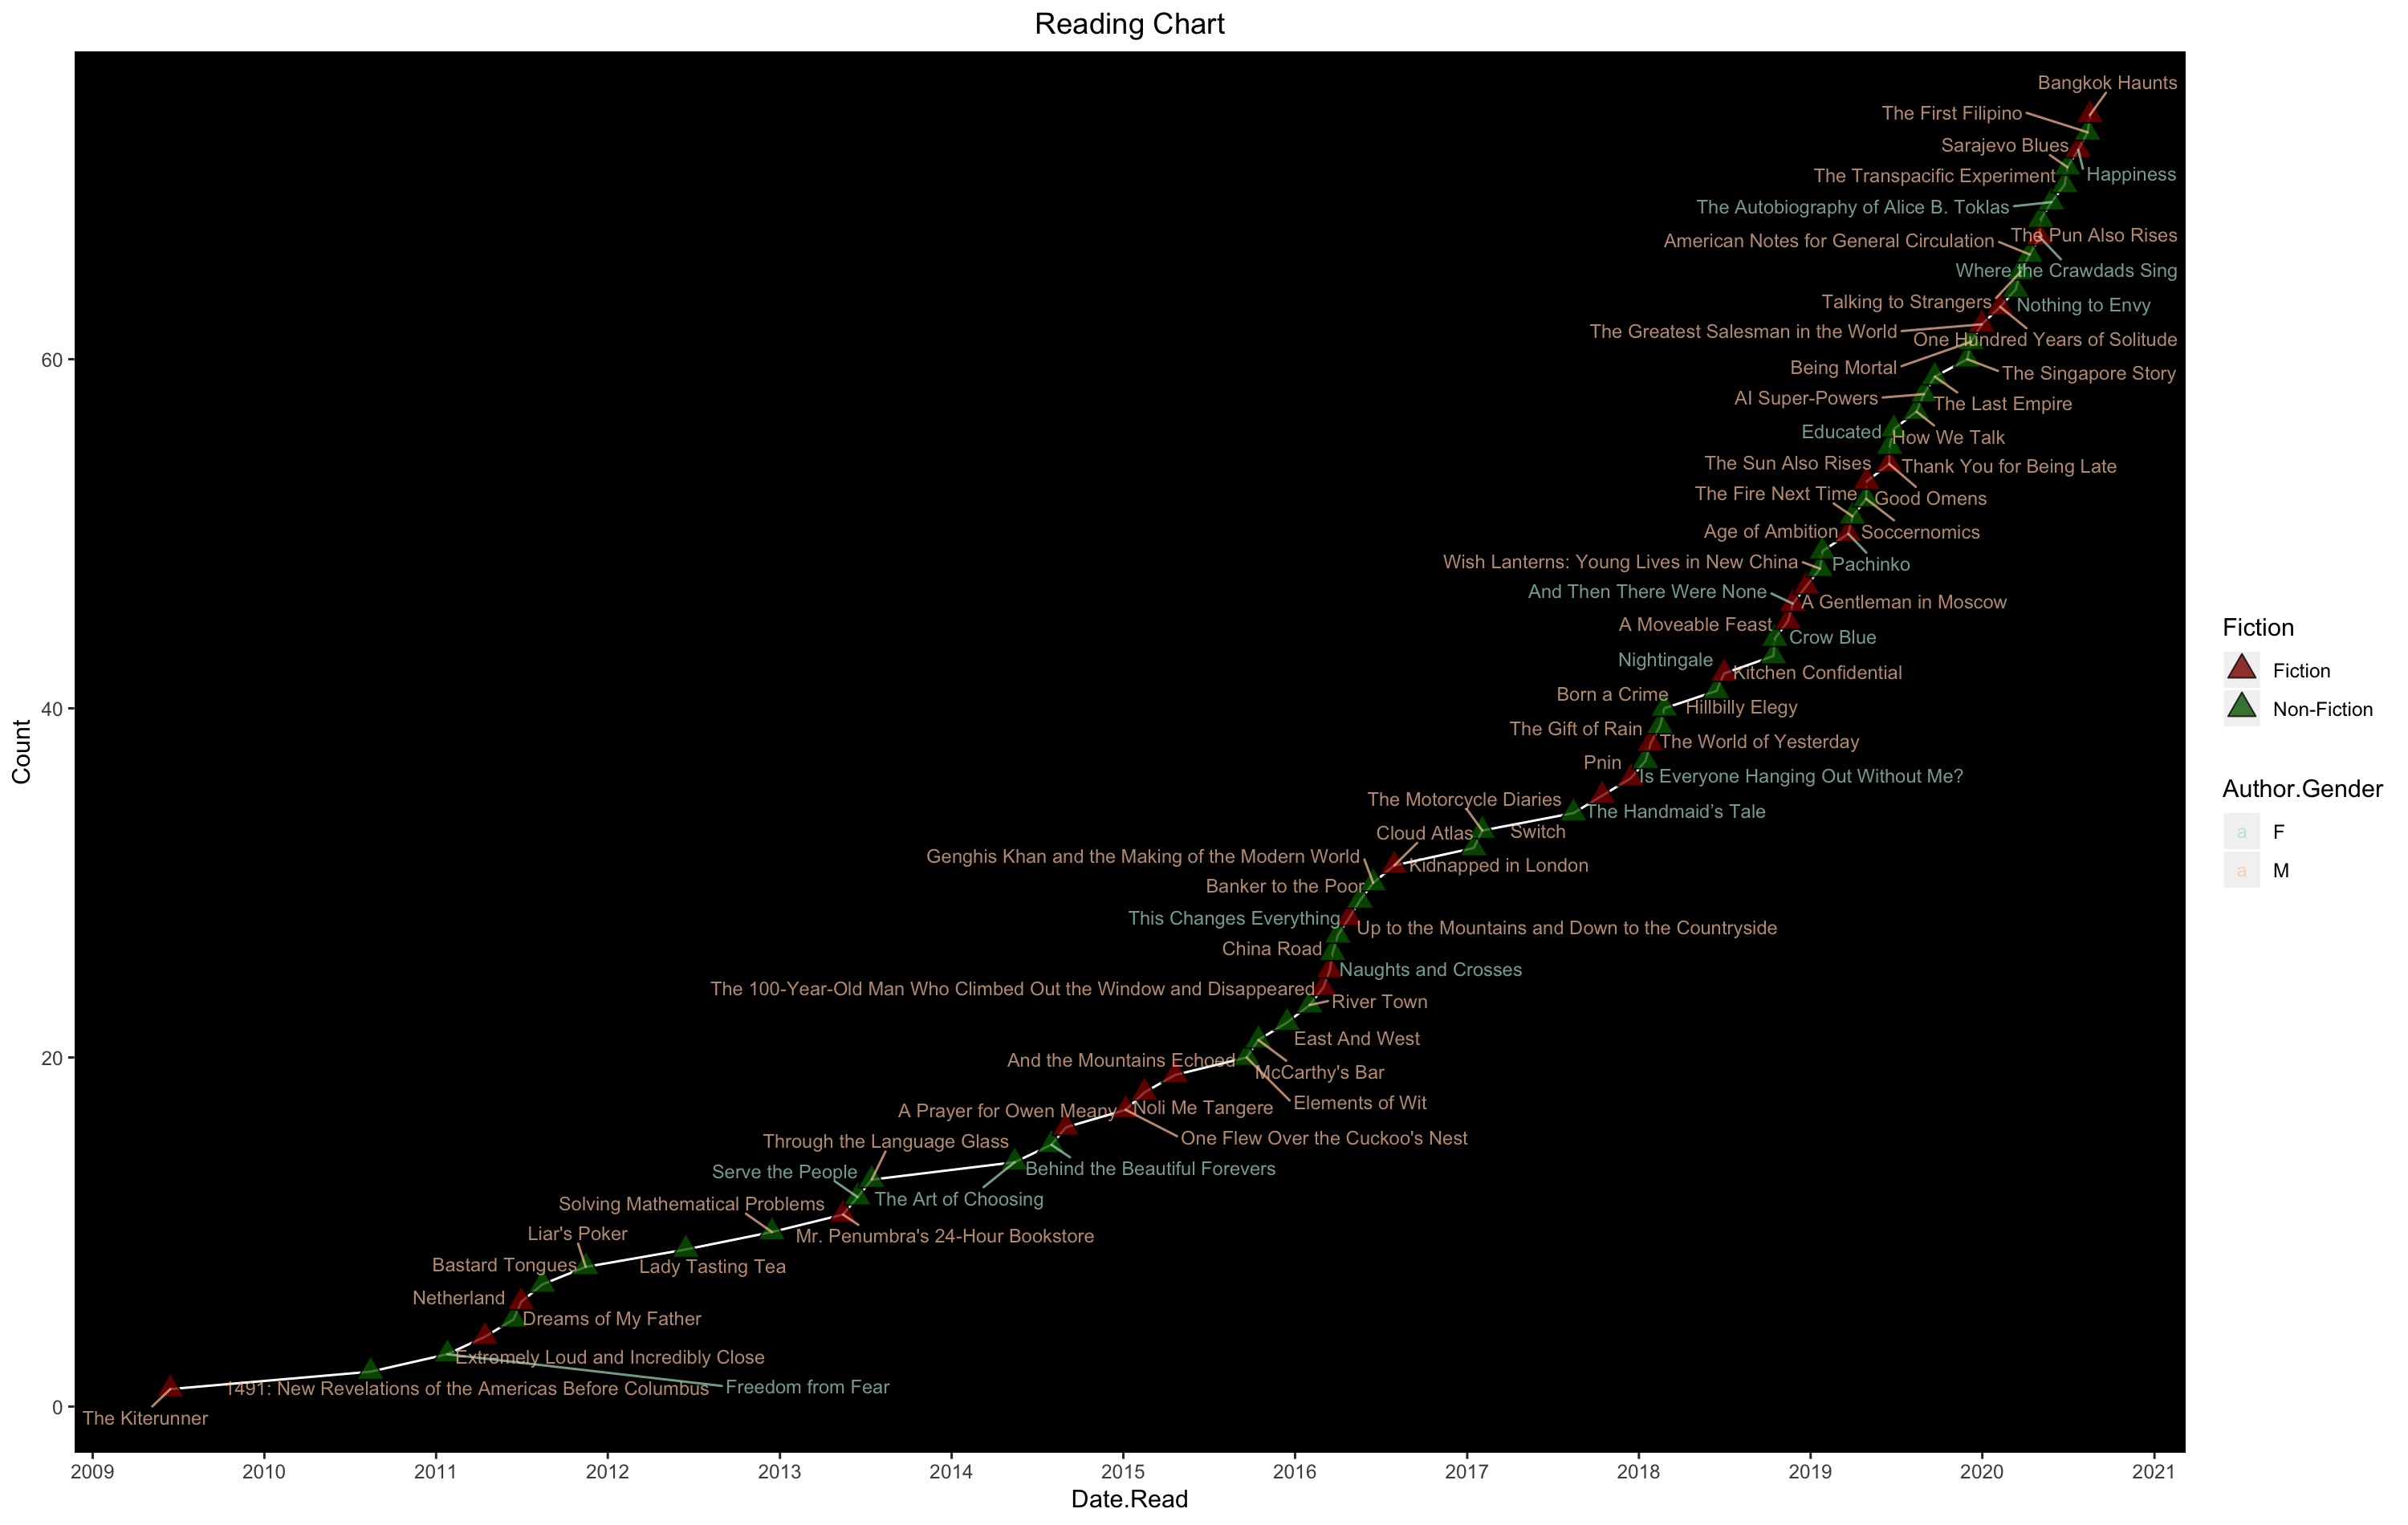 Reading Chart
Bangkok Haunts
The First Filipino
Sarajevo Blues
Happiness
The Transpacific Experiment
The Autobiography of Alice B. Toklas
The Pun Also Rises
American Notes for General Circulation
Where the Crawdads Sing
Talking to Strangers
Nothing to Envy
The Greatest Salesman in the World
One Hundred Years of Solitude
Being Mortal
The Singapore Story
AI Super-Powers
The Last Empire
Educated
How We Talk
The Sun Also Rises
Thank You for Being Late
The Fire Next Time
Good Omens
Age of Ambition
Soccernomics
Wish Lanterns: Young Lives in New China
Pachinko
And Then There Were None
A Gentleman in Moscow
A Moveable Feast
Crow Blue
Nightingale
Kitchen Confidential
Born a Crime
Hillbilly Elegy
The Gift of Rain
The World of Yesterday
Pnin
Is Everyone Hanging Out Without Me?
The Motorcycle Diaries
The Handmaid's Tale
Cloud Atlas
Switch
Genghis Khan and the Making of the Modern World
Kidnapped in London
Banker to the Poor
This Changes Everything
Up to the Mountains and Down to the Countryside
China Road
Naughts and Crosses
The 100-Year-Old Man Who Climbed Out the Window and Disappeared
River Town
East And West
And the Mountains Echoed
McCarthy's Bar
Elements of Wit
A Prayer for Owen Meany
Noli Me Tangere
One Flew Over the Cuckoo's Nest
Through the Language Glass
Behind the Beautiful Forevers
Serve the People
The Art of Choosing
Solving Mathematical Problems
Mr. Penumbra's 24-Hour Bookstore
Liar's Poker
Bastard Tongues
Lady Tasting Tea
Netherland
Dreams of My Father
Extremely Loud and Incredibly Close
1491: New Revelations of the Americas Before Columbus
Freedom from Fear
The Kiterunner
60
40
20
0
Count
2009 2010 2011 2012 2013 2014 2015 2016 2017 2018 2019 2020 2021
Date.Read
Fiction
Fiction
Non-Fiction
Author.Gender
a F
a M